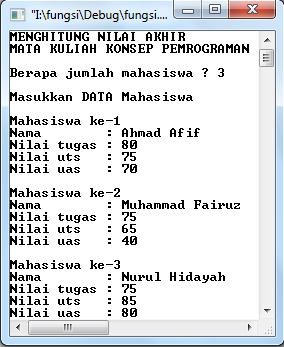 "I:\fungsi\Debug\fungsi....
MENGHITUNG NILAI AKHIR
MATA KULIAH KONSEP PEMROGRAMAN
Berapa jumlah mahasiswa ? 3
Masukkan DATA Mahasiswa
Mahasiswa ke-1
Nama : Ahmad Afif
Nilai tugas : 80
Nilai uts : 75
Nilai uas : 70
Mahasiswa ke-2
Nama : Muhammad Fairuz
Nilai tugas : 75
Nilai uts : 65
Nilai uas : 40
Mahasiswa ke-3
Nama : Nurul Hidayah
Nilai tugas : 75
Nilai uts : 85
Nilai uas : 80